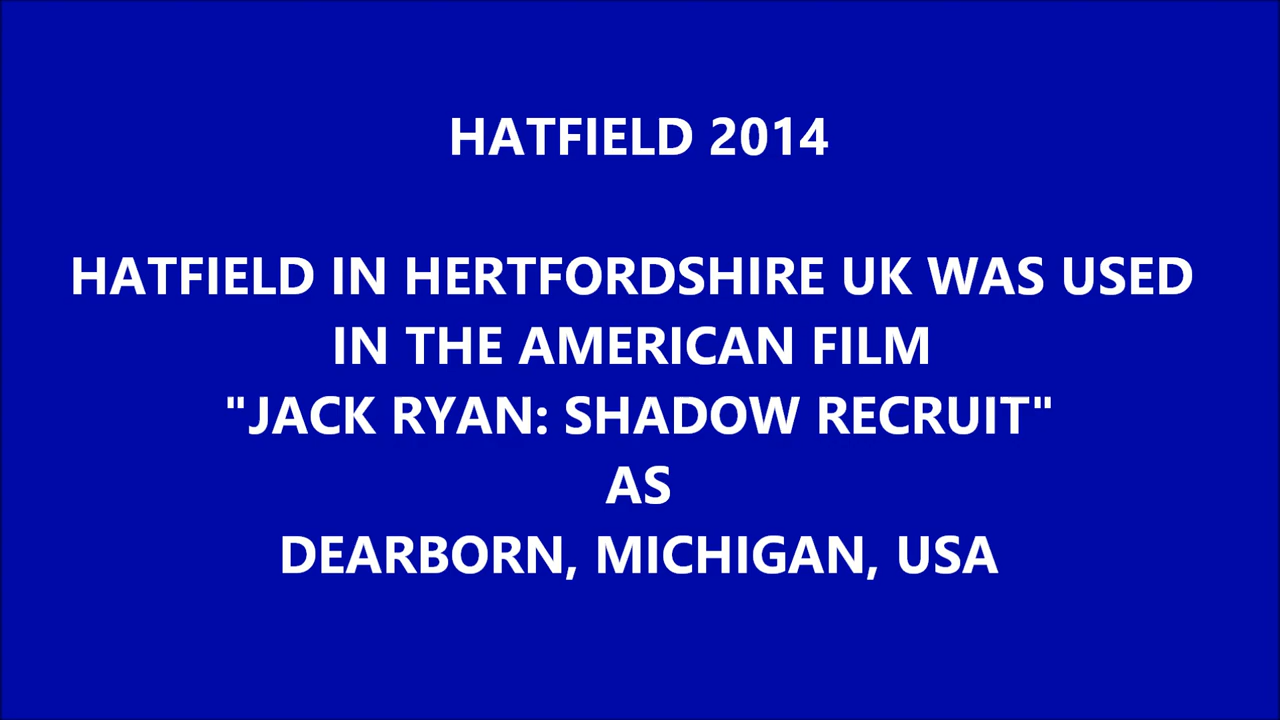 HATFIELD 2014
HATFIELD IN HERTFORDSHIRE UK WAS USED
IN THE AMERICAN FILM
"JACK RYAN: SHADOW RECRUIT"
AS
DEARBORN, MICHIGAN, USA